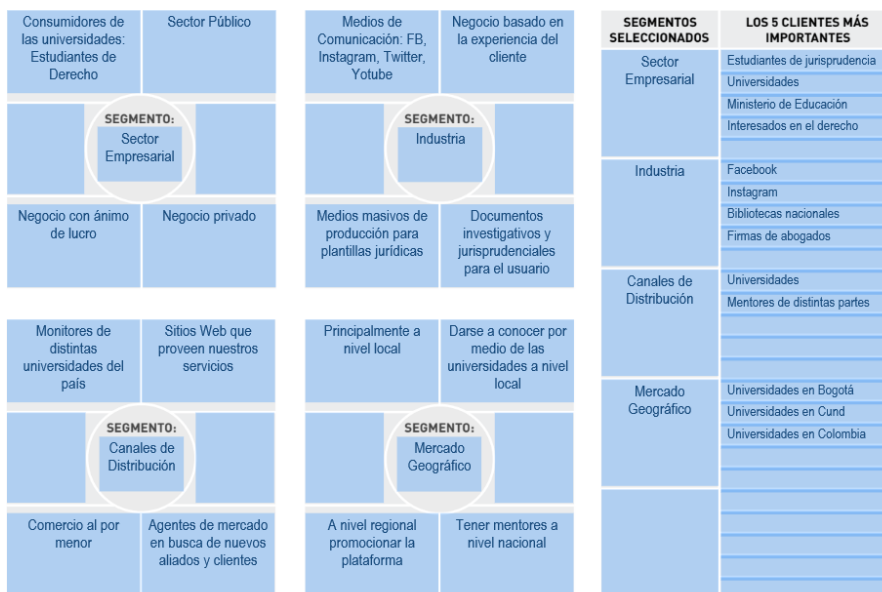 Consumidores de
las universidades:
Estudiantes de
Derecho
Sector Público
SEGMENTO:
Sector
Empresarial
Negocio con ánimo
de lucro
Negocio privado
Medios de
Comunicación: FB,
Instagram, Twitter,
Yotube
Negocio basado en
la experiencia del
cliente
SEGMENTO:
Industria
Medios masivos de
producción para
plantillas jurídicas
Documentos
investigativos y
jurisprudenciales
para el usuario
Monitores de
distintas
universidades del
país
Sitios Web que
proveen nuestros
servicios
SEGMENTO:
Canales de
Distribución
Comercio al por
menor
Agentes de mercado
en busca de nuevos
aliados y clientes
Principalmente a
nivel local
Darse a conocer por
medio de las
universidades a nivel
local
SEGMENTO:
Mercado
Geográfico
A nivel regional
promocionar la
plataforma
Tener mentores a
nivel nacional
SEGMENTOS
SELECCIONADOS
LOS 5 CLIENTES MÁS
IMPORTANTES
Sector
Empresarial
Estudiantes de jurisprudencia
Universidades
Ministerio de Educación
Interesados en el derecho
Industria
Facebook
Instagram
Bibliotecas nacionales
Firmas de abogados
Canales de
Distribución
Universidades
Mentores de distintas partes
Mercado
Geográfico
Universidades en Bogotá
Universidades en Cund
Universidades en Colombia